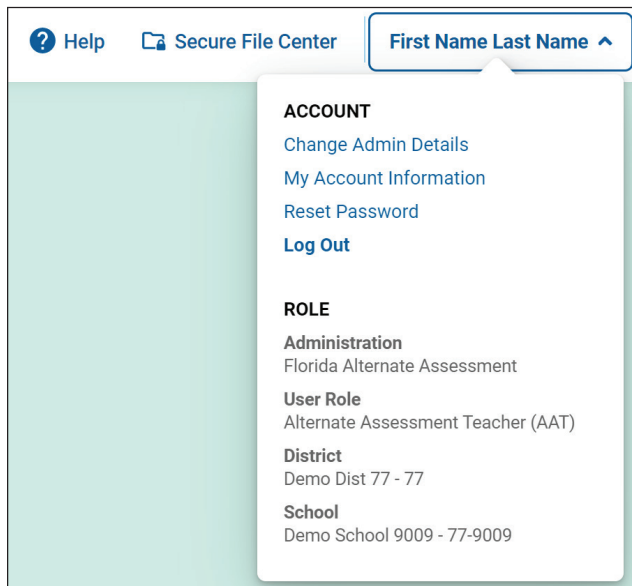 Help Secure File Center First Name Last Name
ACCOUNT
Change Admin Details
My Account Information
Reset Password
Log Out
ROLE
Administration
Florida Alternate Assessment
User Role
Alternate Assessment Teacher (AAT)
District
Demo Dist 77 - 77
School
Demo School 9009 - 77-9009